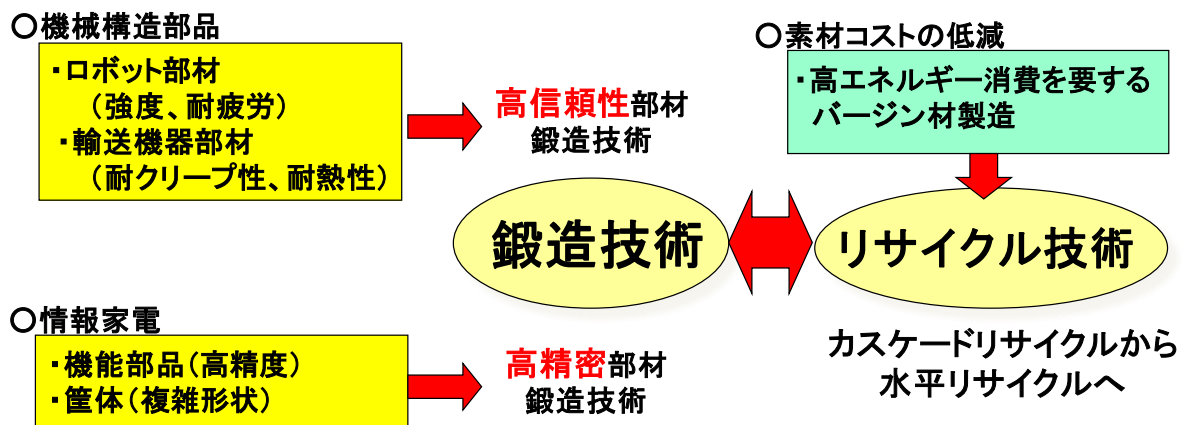 〇機械構造部品
・ロボット部材
（強度、耐疲労）
・輸送機器部材
（耐クリープ性、耐熱性）
高信頼性部材
鍛造技術
〇素材コストの低減
・高エネルギー消費を要する
バージン材製造
鍛造技術
リサイクル技術
カスケードリサイクルから
水平リサイクルへ
〇情報家電
・機能部品（高精度）
・筐体（複雑形状）
高精密部材
鍛造技術